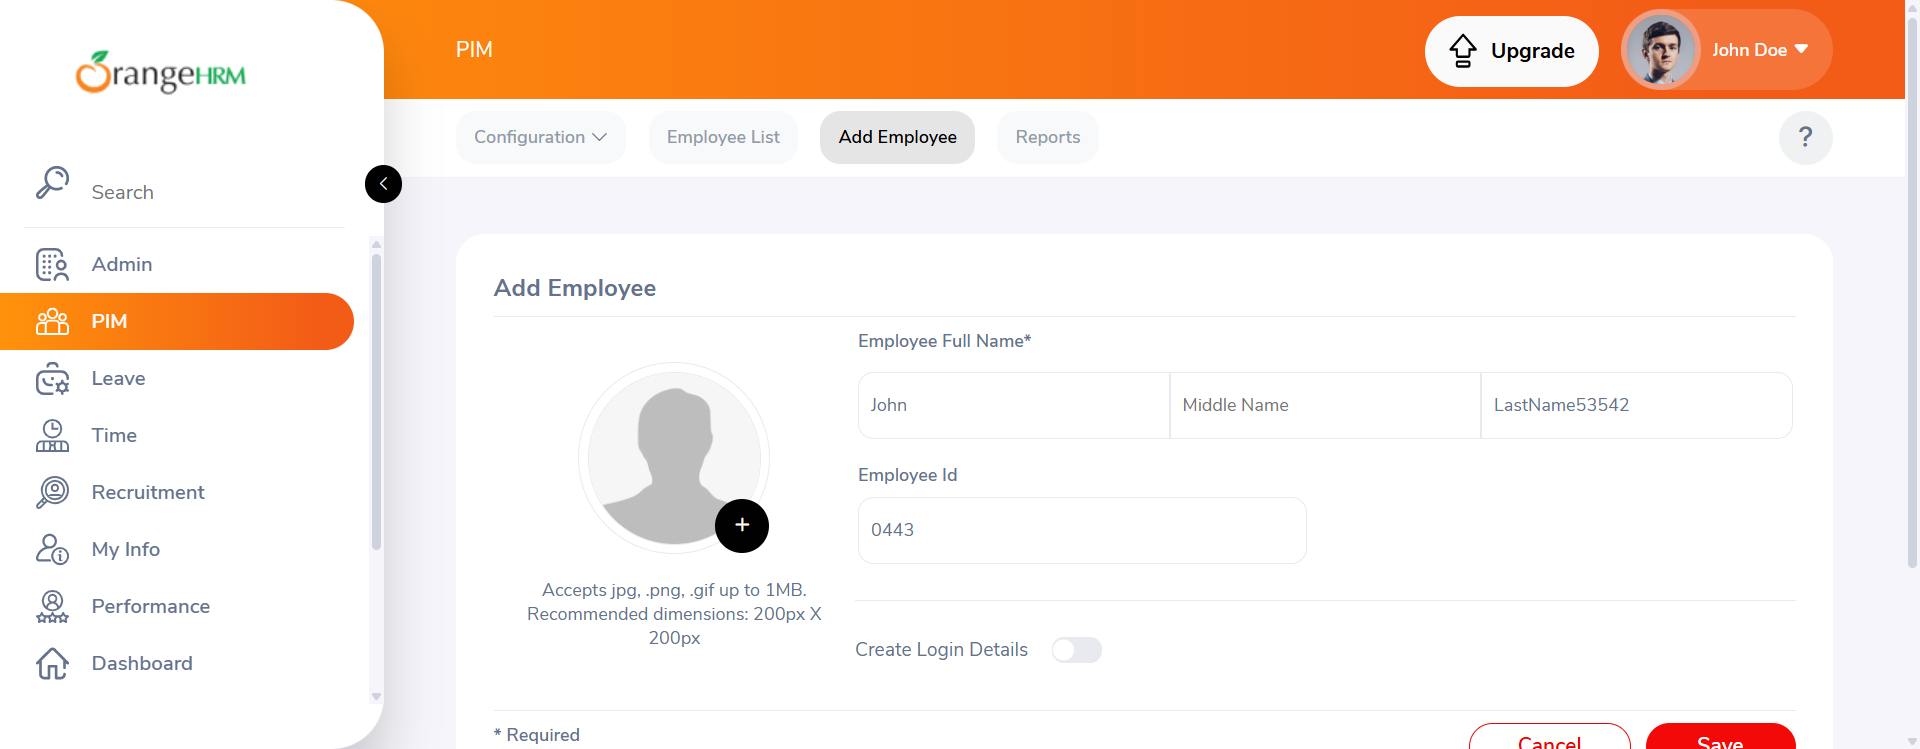 OrangeHRM
PIM
Upgrade
John Doe
Configuration
Employee List
Add Employee
Reports
?
Search
Admin
PIM
Leave
Time
Recruitment
My Info
Performance
Dashboard
Add Employee
Employee Full Name*
John
Middle Name
LastName53542
Employee Id
0443
Accepts jpg, .png, .gif up to 1MB.
Recommended dimensions: 200px X
200px
Create Login Details
* Required
Cancel
Save